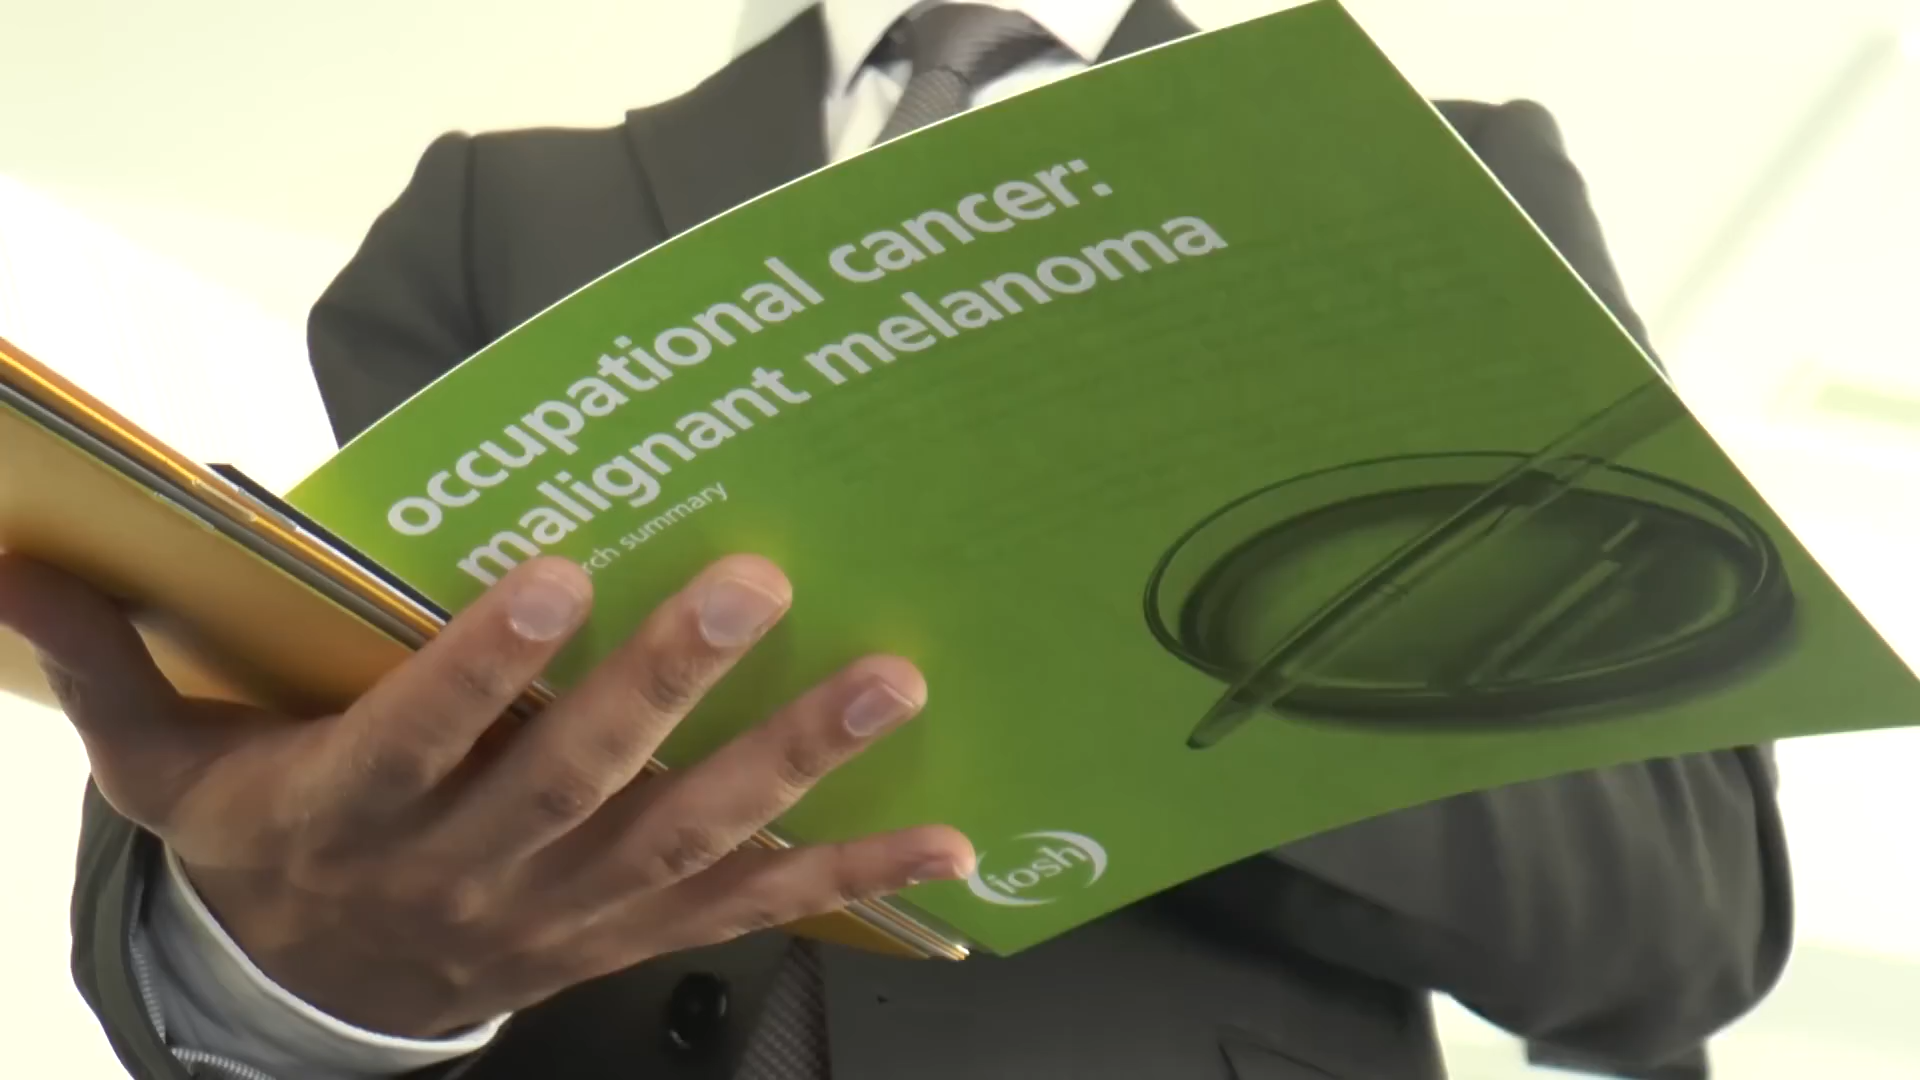 occupational cancer:
malignant melanoma
summary
iosh